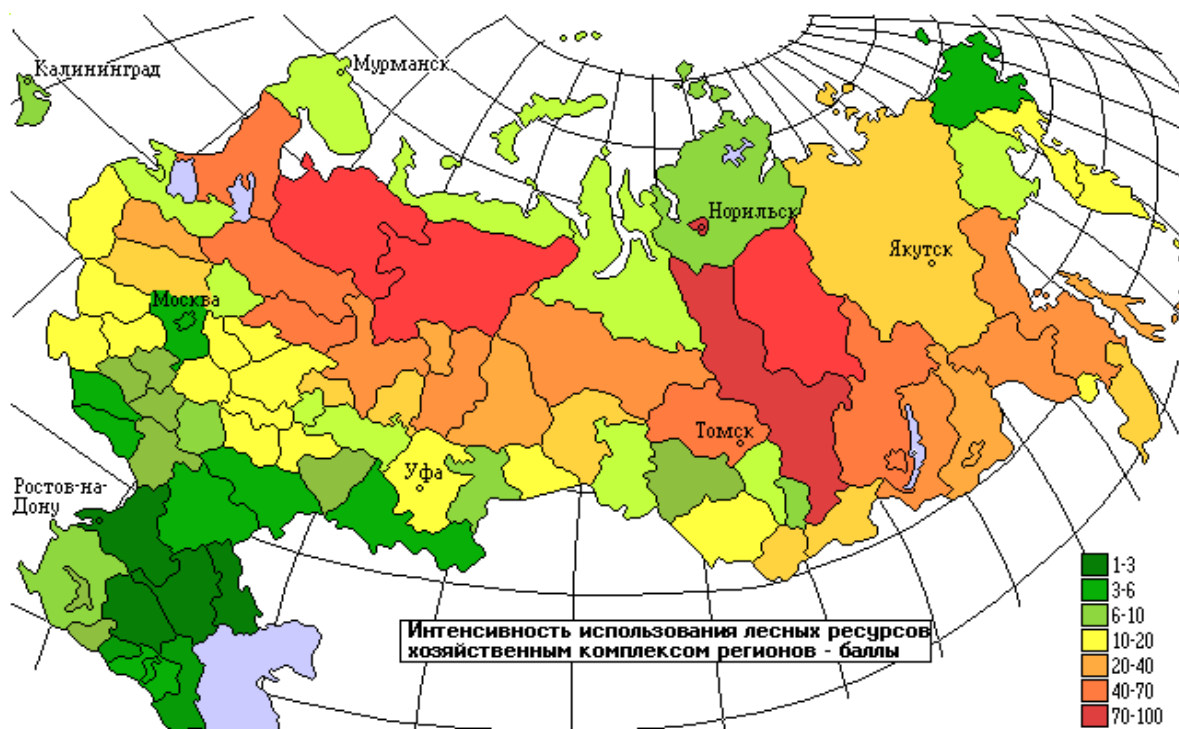 Калининград
Мурманск
Норильск
Якутск
Москва
Томск
Уфа
Ростов-на-
Дону
1-3
3-6
6-10
10-20
20-40
40-70
70-100
Интенсивность использования лесных ресурсов
хозяйственным комплексом регионов - баллы